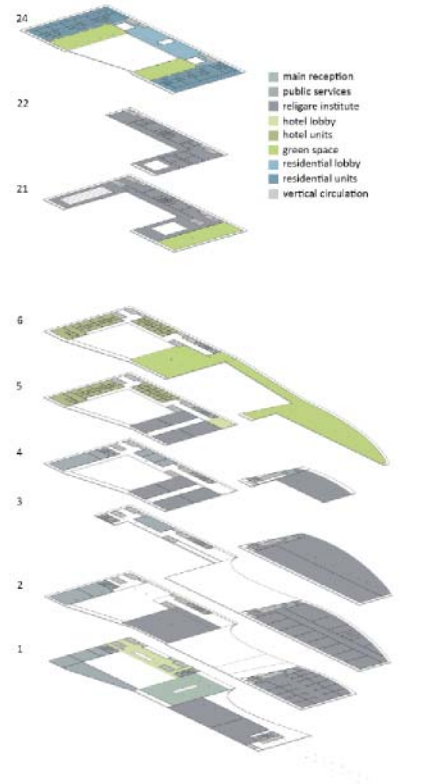 24
main reception
public services
religare institute
22
hotel lobby
hotel units
green space
residential lobby
21
residential units
vertical circulation
6
5
4
3
2
1